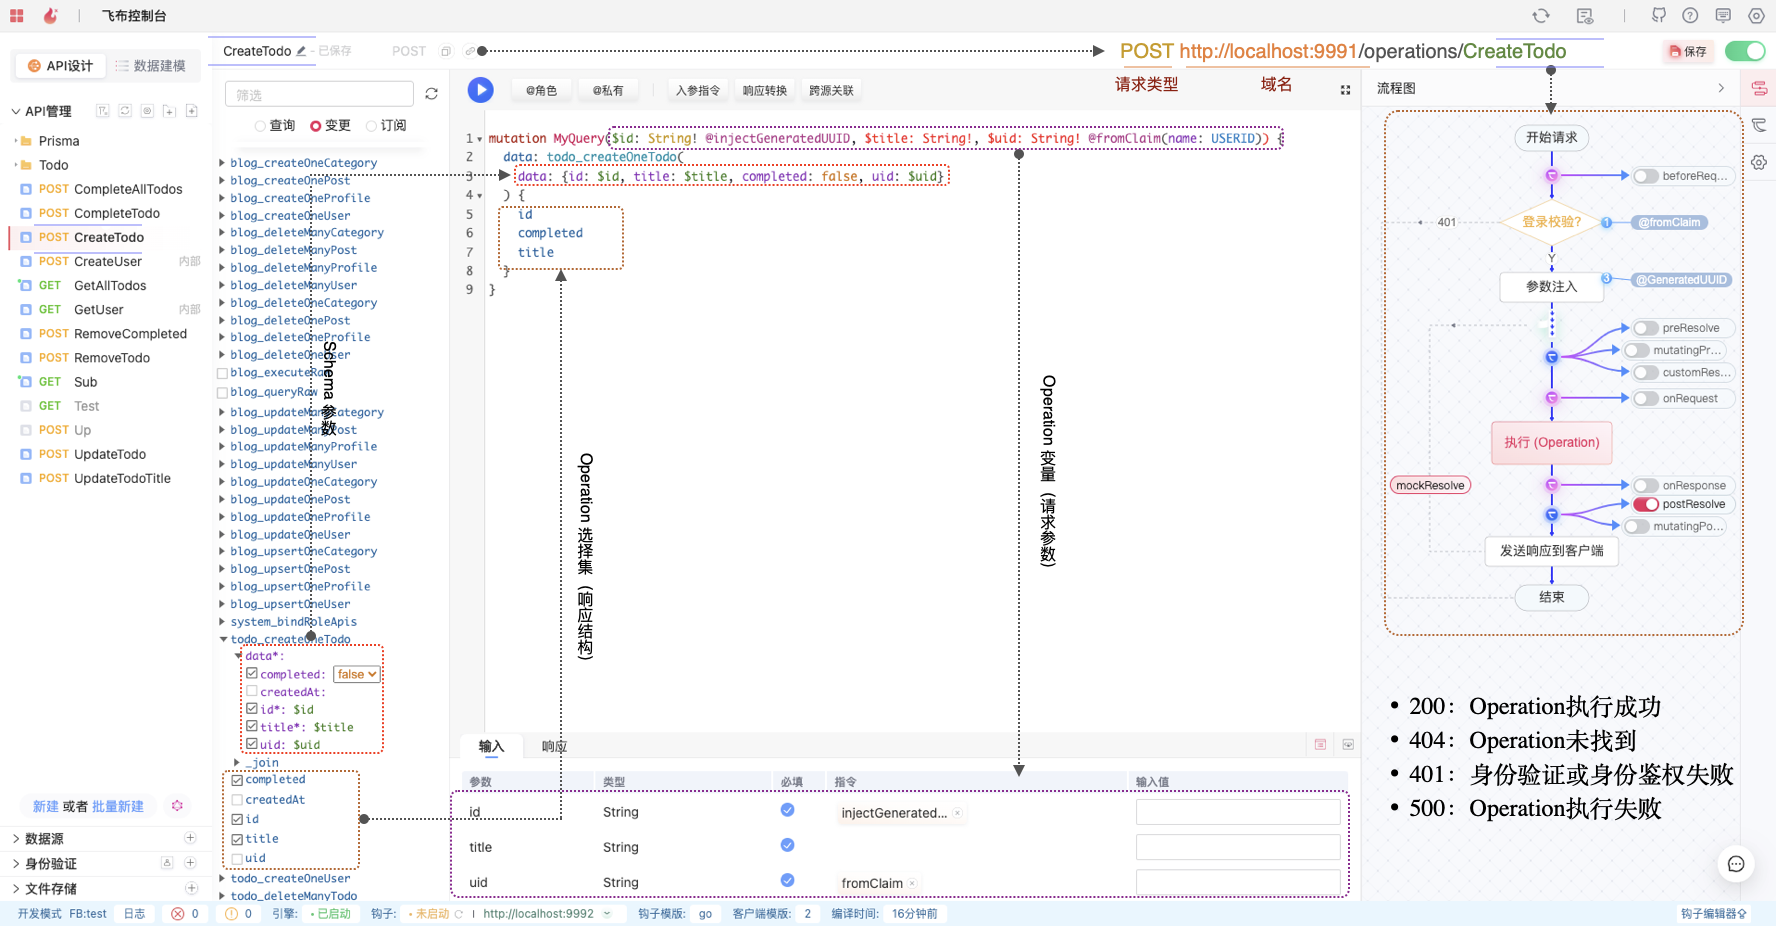 飞布控制台
API设计
数据建模
CreateTodo
- 已保存
POST
POST http://localhost:9991/operations/CreateTodo
请求类型
域名
保存
API管理
Prisma
Todo
POST CompleteAllTodos
POST CompleteTodo
POST CreateTodo
POST CreateUser 内部
GET GetAllTodos
GET GetUser 内部
POST RemoveCompleted
POST RemoveTodo
GET Sub
GET Test
POST Up
POST UpdateTodo
POST UpdateTodoTitle
新建 或者 批量新建
数据源
身份验证
文件存储
筛选
查询 变更 订阅
blog_createOneCategory
blog_createOnePost
blog_createOneProfile
blog_createOneUser
blog_deleteManyCategory
blog_deleteManyPost
blog_deleteManyProfile
blog_deleteManyUser
blog_deleteOneCategory
blog_deleteOnePost
blog_deleteOneProfile
blog_deleteOneUser
blog_executeRaw
blog_queryRaw
blog_updateManyCategory
blog_updateManyPost
blog_updateManyProfile
blog_updateManyUser
blog_updateOneCategory
blog_updateOnePost
blog_updateOneProfile
blog_updateOneUser
blog_upsertOneCategory
blog_upsertOnePost
blog_upsertOneProfile
blog_upsertOneUser
system_bindRoleApis
todo_createOneTodo
data*:
completed: false
createdAt:
id*: $id
title*: $title
uid: $uid
_join
completed
createdAt
id
title
uid
todo_createOneUser
todo_deleteManyTodo
Schema 参数
@角色
@私有
入参指令
响应转换
跨源关联
1 mutation MyQuery($id: String! @injectGeneratedUUID, $title: String!, $uid: String! @fromClaim(name: USERID)) {
2 data: todo_createOneTodo(
3 data: {id: $id, title: $title, completed: false, uid: $uid}
4 ) {
5 id
6 completed
7 title
8 }
9 }
Operation 选择集（响应结构）
Operation 变量（请求参数）
输入
响应
参数 类型 必填 指令 输入值
id String injectGenerated...
title String
uid String fromClaim
流程图
开始请求
beforeReq...
401
登录校验?
1
@fromClaim
Y
参数注入
3
@GeneratedUUID
preResolve
mutatingPr...
customRes...
onRequest
执行 (Operation)
mockResolve
onResponse
postResolve
mutatingPo...
发送响应到客户端
结束
• 200：Operation执行成功
• 404：Operation未找到
• 401：身份验证或身份鉴权失败
• 500：Operation执行失败
开发模式 FB:test 日志 0 0 引擎: 已启动 钩子: 未启动 http://localhost:9992 钩子模版: go 客户端模版: 2 编译时间: 16分钟前 钩子编辑器